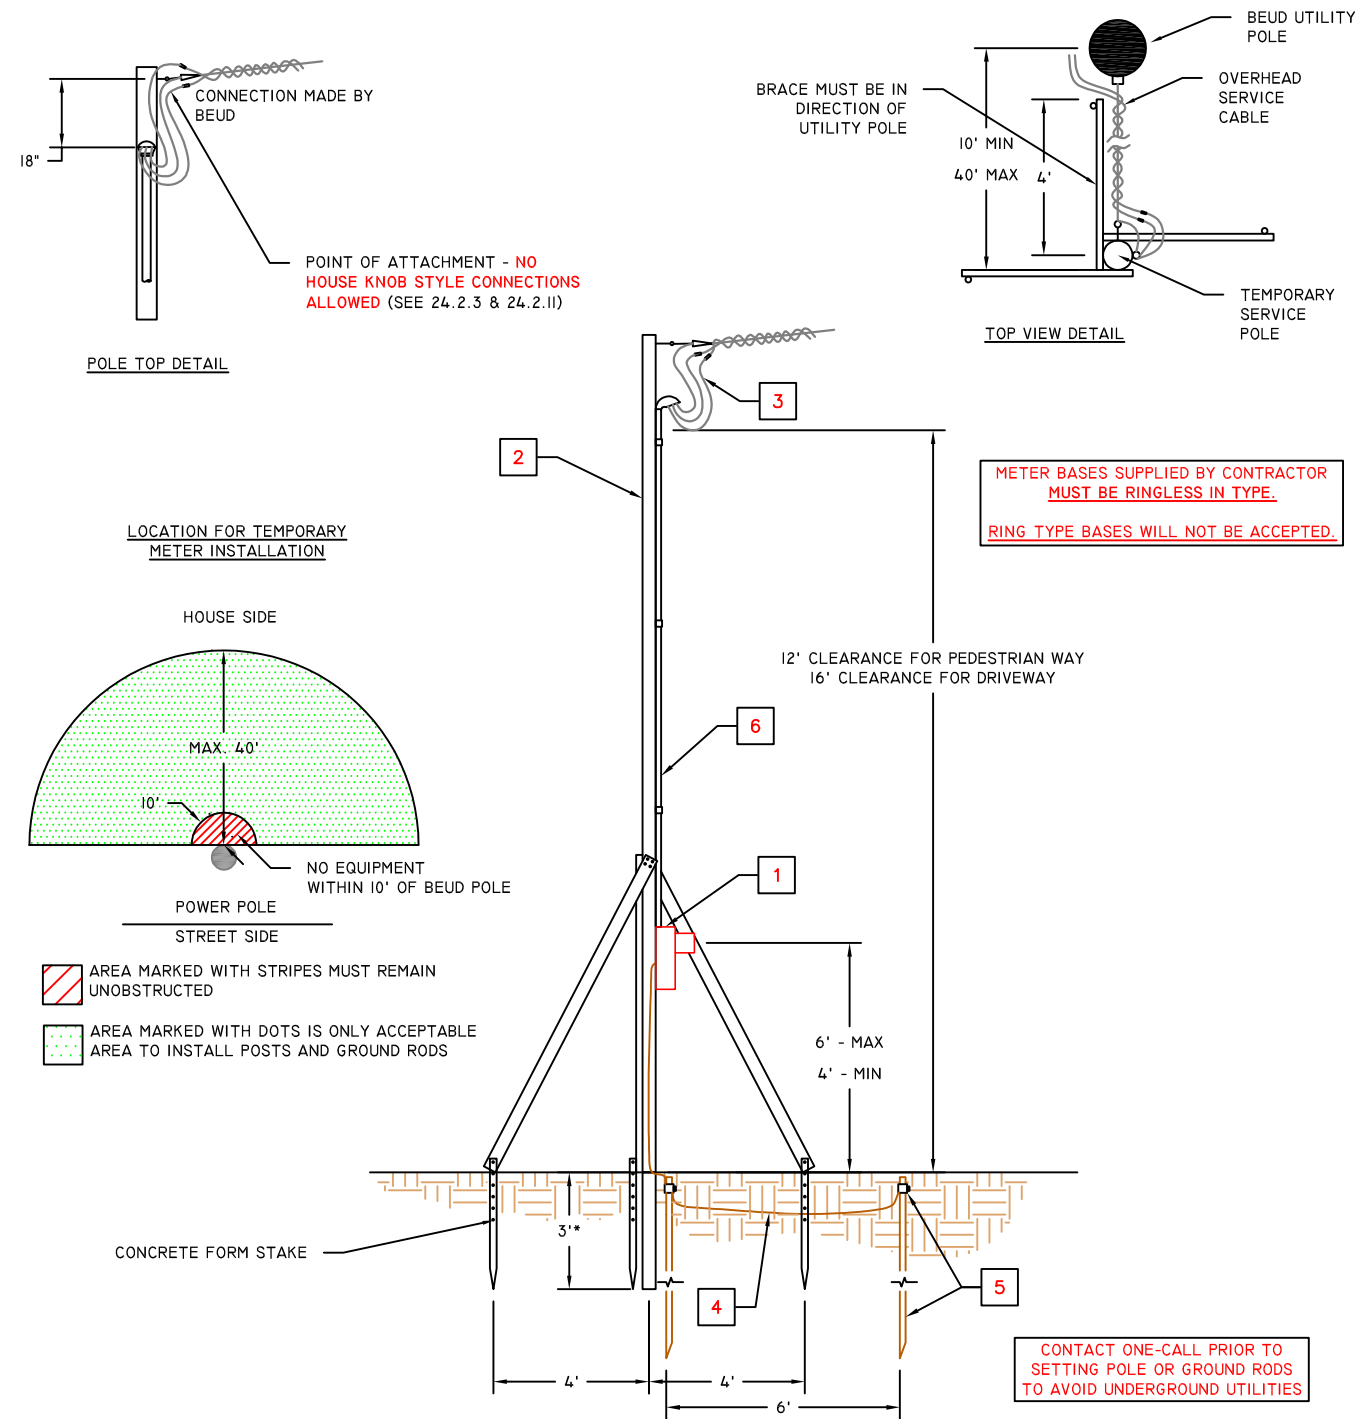 BEUD UTILITY
POLE
OVERHEAD
SERVICE
CABLE
BRACE MUST BE IN
DIRECTION OF
UTILITY POLE
10' MIN
40' MAX
4'
TEMPORARY
SERVICE
POLE
TOP VIEW DETAIL
CONNECTION MADE BY
BEUD
18"
POINT OF ATTACHMENT - NO
HOUSE KNOB STYLE CONNECTIONS
ALLOWED (SEE 24.2.3 & 24.2.11)
POLE TOP DETAIL
3
2
METER BASES SUPPLIED BY CONTRACTOR
MUST BE RINGLESS IN TYPE.
RING TYPE BASES WILL NOT BE ACCEPTED.
LOCATION FOR TEMPORARY
METER INSTALLATION
HOUSE SIDE
MAX. 40'
10'
NO EQUIPMENT
WITHIN 10' OF BEUD POLE
POWER POLE
STREET SIDE
AREA MARKED WITH STRIPES MUST REMAIN
UNOBSTRUCTED
AREA MARKED WITH DOTS IS ONLY ACCEPTABLE
AREA TO INSTALL POSTS AND GROUND RODS
12' CLEARANCE FOR PEDESTRIAN WAY
16' CLEARANCE FOR DRIVEWAY
6
1
6' - MAX
4' - MIN
3'*
CONCRETE FORM STAKE
4
5
4'
4'
6'
CONTACT ONE-CALL PRIOR TO
SETTING POLE OR GROUND RODS
TO AVOID UNDERGROUND UTILITIES